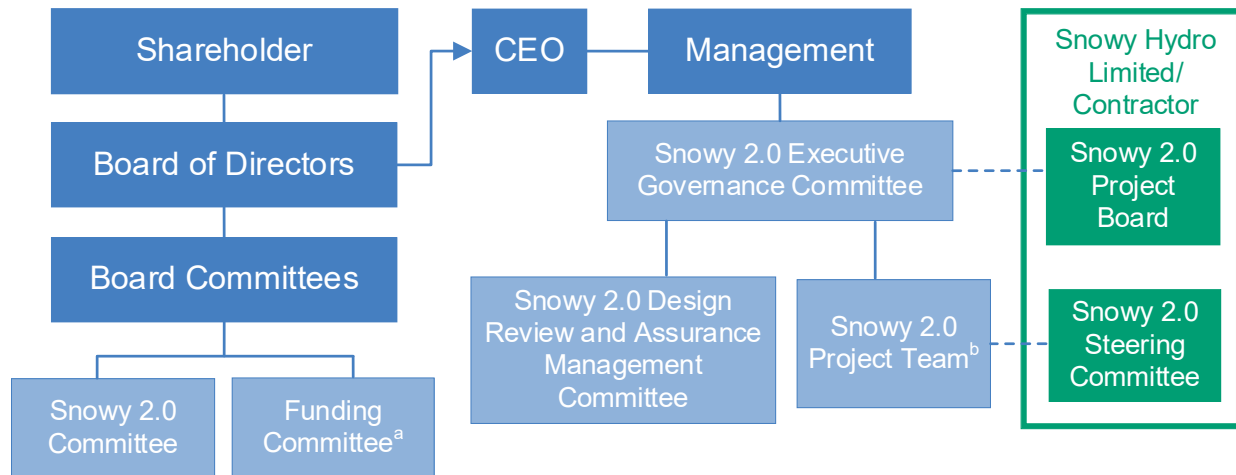 Shareholder
CEO
Management
Snowy Hydro
Limited/
Contractor
Board of Directors
Snowy 2.0 Executive
Governance Committee
Snowy 2.0
Project
Board
Board Committees
Snowy 2.0 Design
Review and Assurance
Management
Committee
Snowy 2.0
Project Teamᵇ
Snowy 2.0
Steering
Committee
Snowy 2.0
Committee
Funding
Committeeᵃ